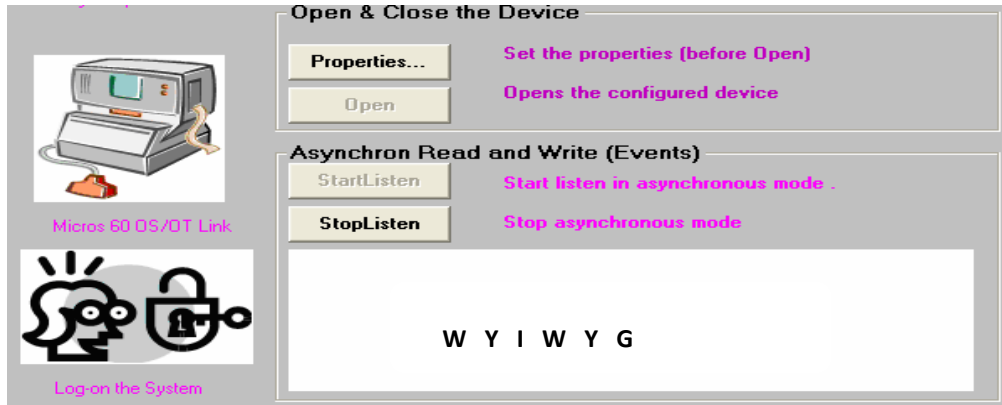 Open & Close the Device
Properties...
Set the properties (before Open)
Open
Opens the configured device
Asynchron Read and Write (Events)
StartListen
Start listen in asynchronous mode .
StopListen
Stop asynchronous mode
W Y I W Y G
Micros 60 OS/OT Link
Log-on the System